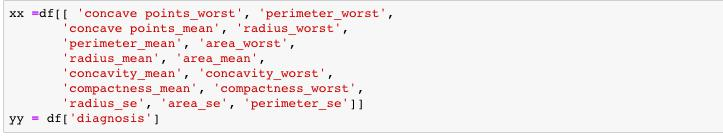 xx =df[[ 'concave points_worst', 'perimeter_worst',
'concave points_mean', 'radius_worst',
'perimeter_mean', 'area_worst',
'radius_mean', 'area_mean',
'concavity_mean', 'concavity_worst',
'compactness_mean', 'compactness_worst',
'radius_se', 'area_se', 'perimeter_se']]
yy = df['diagnosis']